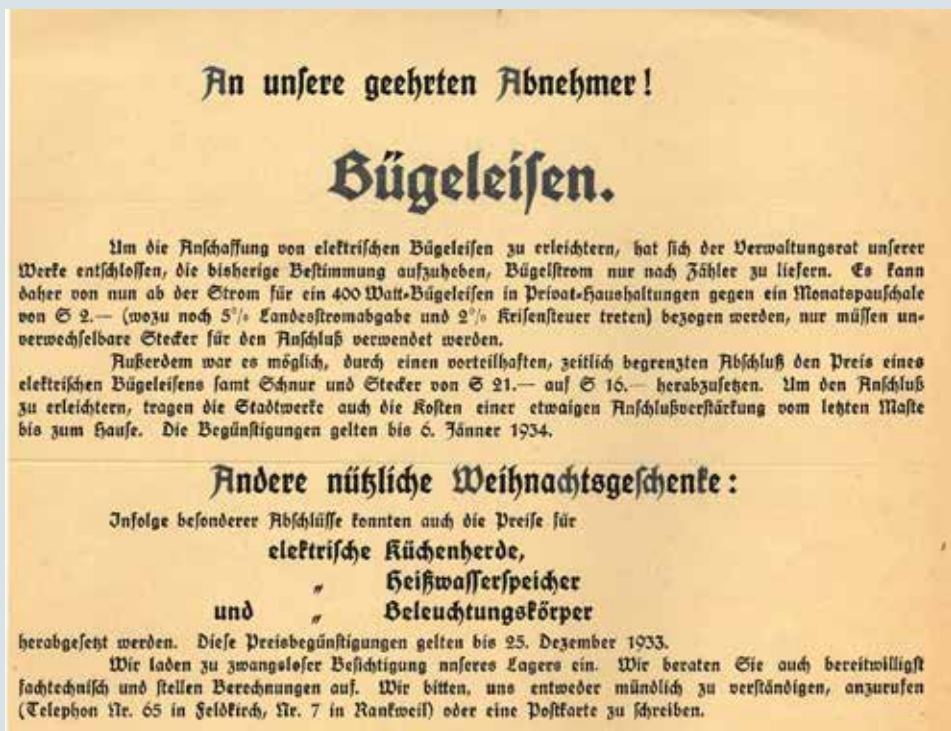 An unsere geehrten Abnehmer!
Bügeleisen.
Um die Anschaffung von elektrischen Bügeleisen zu erleichtern, hat sich der Verwaltungsrat unserer
Werke entschlossen, die bisherige Bestimmung aufzuheben, Bügelstrom nur nach Zähler zu liefern. Es kann
daher von nun ab der Strom für ein 400 Watt-Bügeleisen in Privat-Haushaltungen gegen ein Monatspauschale
von S 2.— (wozu noch 5% Landesstromabgabe und 2% Krisensteuer treten) bezogen werden, nur müssen un-
verwechselbare Stecker für den Anschluß verwendet werden.
Außerdem war es möglich, durch einen vorteilhaften, zeitlich begrenzten Abschluß den Preis eines
elektrischen Bügeleisens samt Schnur und Stecker von S 21.— auf S 16.— herabzusetzen. Um den Anschluß
zu erleichtern, tragen die Stadtwerke auch die Kosten einer etwaigen Anschlußverstärkung vom letzten Maste
bis zum Hause. Die Begünstigungen gelten bis 6. Jänner 1934.
Andere nützliche Weihnachtsgeschenke:
Infolge besonderer Abschlüsse konnten auch die Preise für
elektrische Küchenherde,
„ Heißwasserspeicher
und „ Beleuchtungskörper
herabgesetzt werden. Diese Preisbegünstigungen gelten bis 25. Dezember 1933.
Wir laden zu zwangsloser Besichtigung nnseres Lagers ein. Wir beraten Sie auch bereitwilligst
fachtechnisch und stellen Berechnungen auf. Wir bitten, uns entweder mündlich zu verständigen, anzurufen
(Telephon Nr. 65 in Feldkirch, Nr. 7 in Rankweil) oder eine Postkarte zu schreiben.